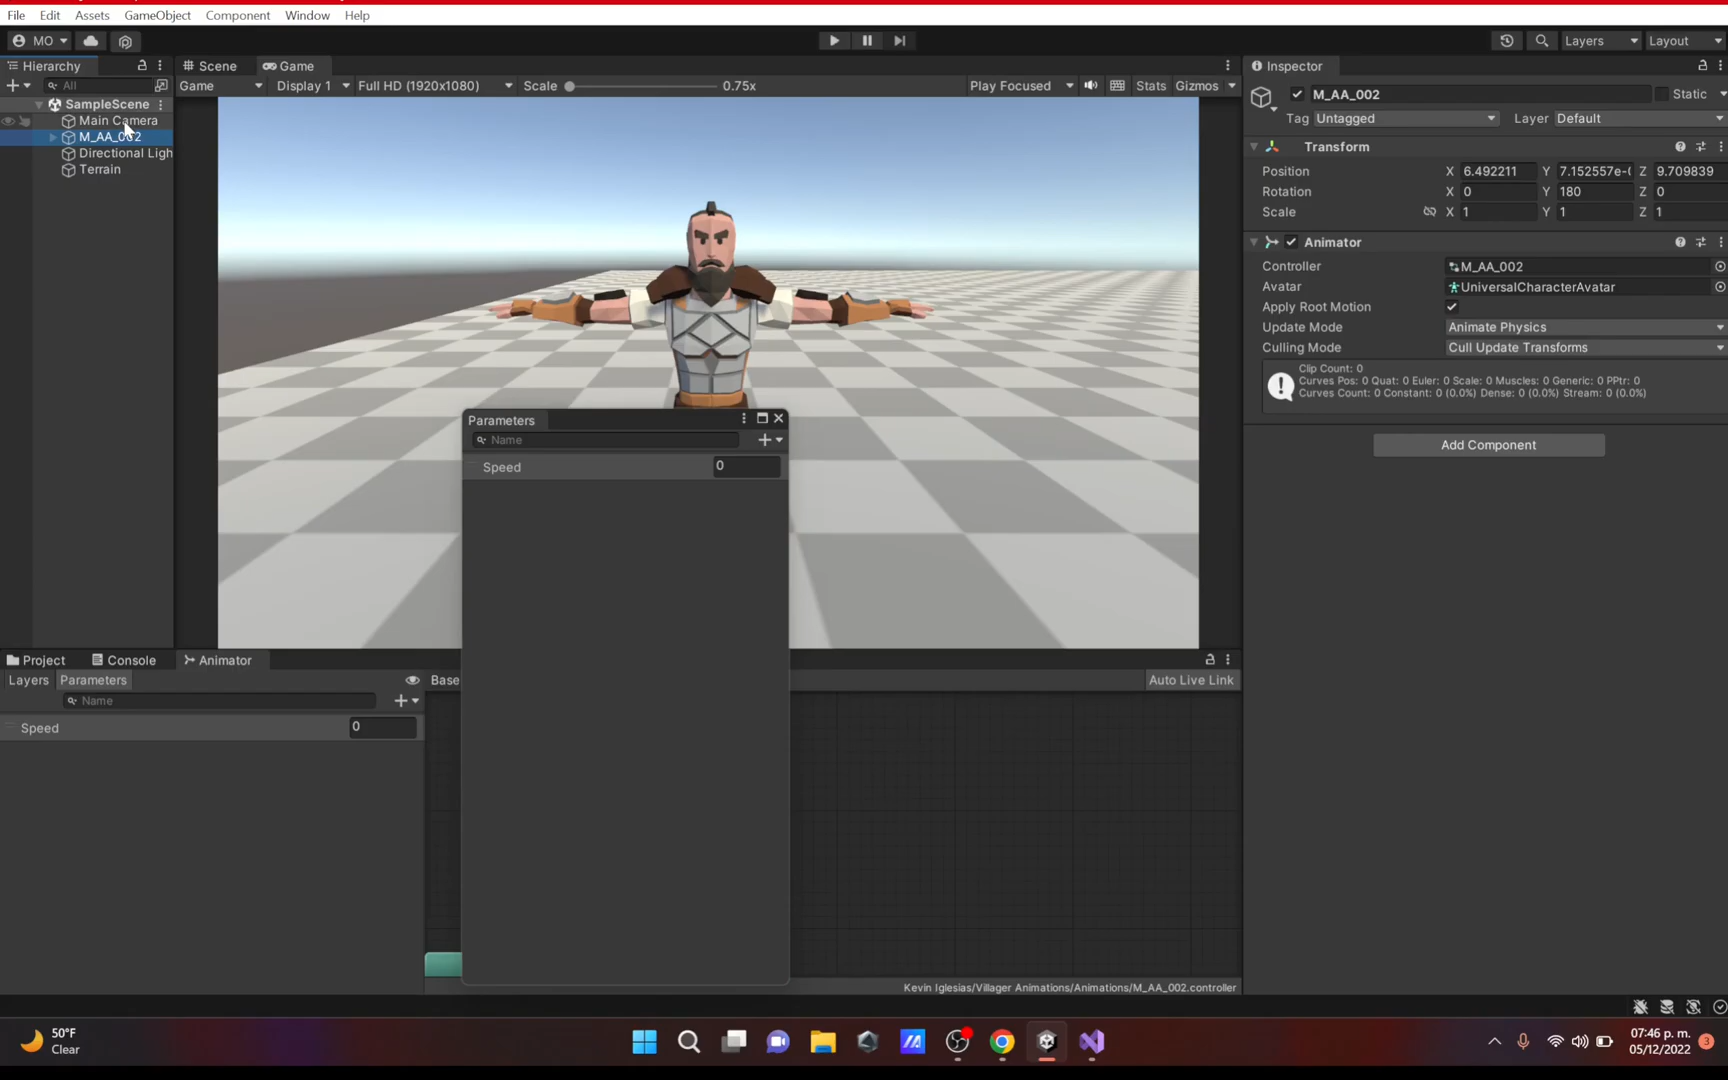 File Edit Assets GameObject Component Window Help
MO Layers Layout
Hierarchy Scene Game Inspector
All Game Display 1 Full HD (1920x1080) Scale 0.75x Play Focused Stats Gizmos
SampleScene
Main Camera
M_AA_002
Directional Ligh
Terrain
M_AA_002 Static
Tag Untagged Layer Default
Transform
Position X 6.492211 Y 7.152557e-( Z 9.709839
Rotation X 0 Y 180 Z 0
Scale X 1 Y 1 Z 1
Animator
Controller M_AA_002
Avatar UniversalCharacterAvatar
Apply Root Motion
Update Mode Animate Physics
Culling Mode Cull Update Transforms
Clip Count: 0
Curves Pos: 0 Quat: 0 Euler: 0 Scale: 0 Muscles: 0 Generic: 0 PPtr: 0
Curves Count: 0 Constant: 0 (0.0%) Dense: 0 (0.0%) Stream: 0 (0.0%)
Add Component
Parameters
Name
Speed 0
Project Console Animator
Layers Parameters Base Auto Live Link
Name
Speed 0
Kevin Iglesias/Villager Animations/Animations/M_AA_002.controller
50°F
Clear
07:46 p. m.
05/12/2022 3